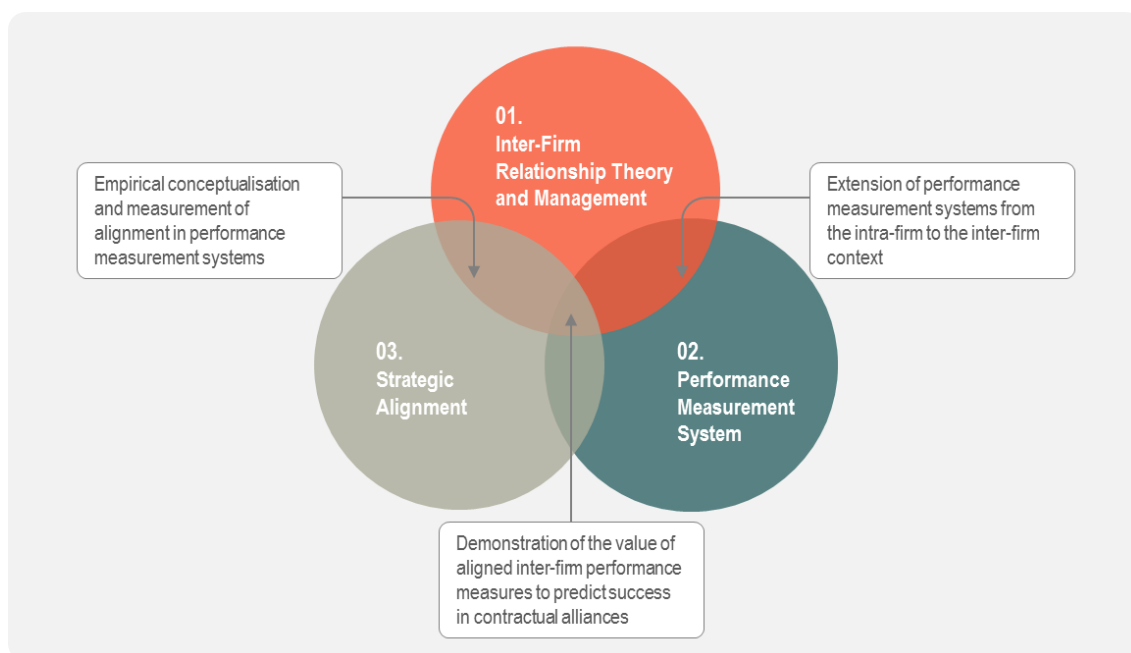 01.
Inter-Firm
Relationship Theory
and Management
Empirical conceptualisation
and measurement of
alignment in performance
measurement systems
Extension of performance
measurement systems from
the intra-firm to the inter-firm
context
03.
Strategic
Alignment
02.
Performance
Measurement
System
Demonstration of the value of
aligned inter-firm performance
measures to predict success
in contractual alliances